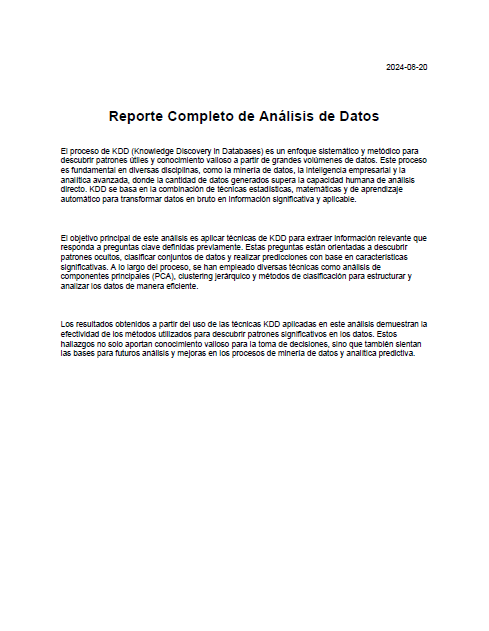 2024-08-20
Reporte Completo de Análisis de Datos
El proceso de KDD (Knowledge Discovery in Databases) es un enfoque sistemático y metódico para
descubrir patrones útiles y conocimiento valioso a partir de grandes volúmenes de datos. Este proceso
es fundamental en diversas disciplinas, como la minería de datos, la inteligencia empresarial y la
analítica avanzada, donde la cantidad de datos generados supera la capacidad humana de análisis
directo. KDD se basa en la combinación de técnicas estadísticas, matemáticas y de aprendizaje
automático para transformar datos en bruto en información significativa y aplicable.
El objetivo principal de este análisis es aplicar técnicas de KDD para extraer información relevante que
responda a preguntas clave definidas previamente. Estas preguntas están orientadas a descubrir
patrones ocultos, clasificar conjuntos de datos y realizar predicciones con base en características
significativas. A lo largo del proceso, se han empleado diversas técnicas como análisis de
componentes principales (PCA), clustering jerárquico y métodos de clasificación para estructurar y
analizar los datos de manera eficiente.
Los resultados obtenidos a partir del uso de las técnicas KDD aplicadas en este análisis demuestran la
efectividad de los métodos utilizados para descubrir patrones significativos en los datos. Estos
hallazgos no solo aportan conocimiento valioso para la toma de decisiones, sino que también sientan
las bases para futuros análisis y mejoras en los procesos de minería de datos y analítica predictiva.